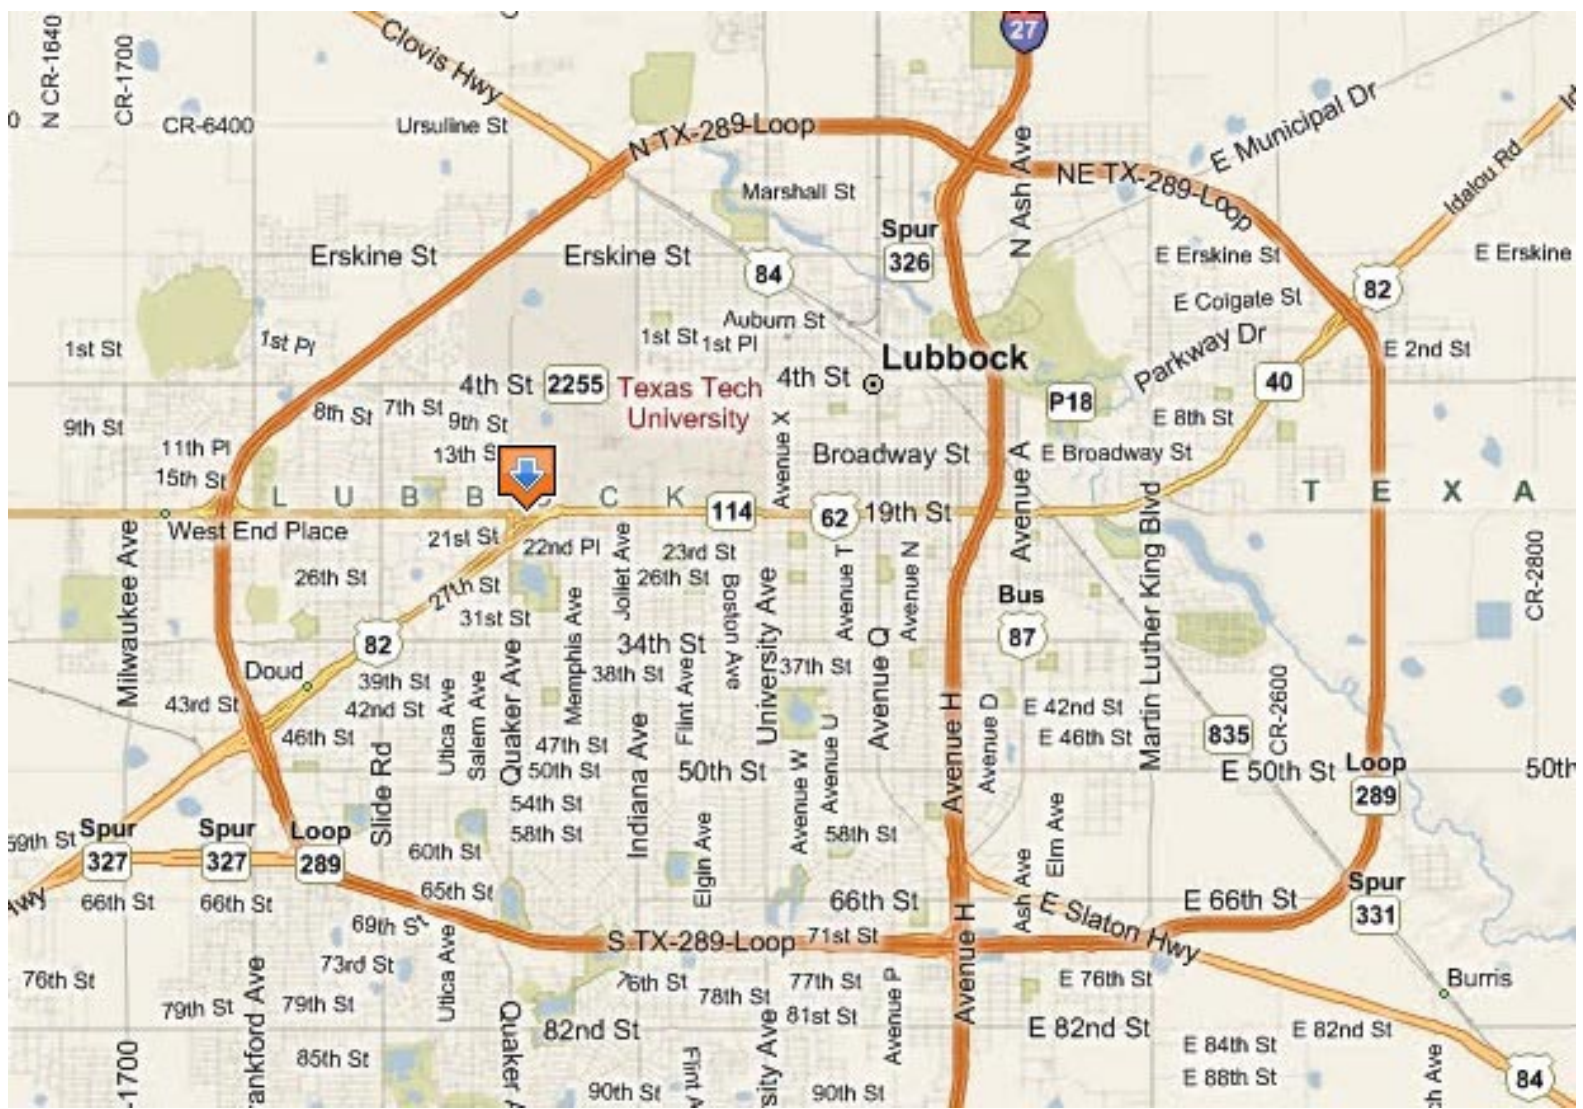 27
N CR-1640
CR-1700
Clovis Hwy
CR-6400
Ursuline St
N TX-289-Loop
N Ash Ave
E Municipal Dr
NE TX-289-Loop
Idalou Rd
Marshall St
Spur
326
Erskine St
Erskine St
84
E Erskine St
E Erskine
82
E Colgate St
Auburn St
1st St
1st Pl
1st St
1st Pl
Parkway Dr
E 2nd St
Lubbock
4th St
2255
Texas Tech
University
4th St
40
P18
8th St
7th St
9th St
9th St
E 8th St
11th Pl
13th S
Avenue X
Broadway St
Avenue A
E Broadway St
15th St
L U B B C K
T E X A
114
62
19th St
West End Place
21st St
22nd Pl
23rd St
Milwaukee Ave
26th St
27th St
Joliet Ave
26th St
Boston Ave
University Ave
Avenue T
Avenue N
Martin Luther King Blvd
CR-2800
31st St
Memphis Ave
Bus
87
82
34th St
Doud
39th St
Quaker Ave
38th St
Flint Ave
37th St
Avenue Q
43rd St
42nd St
Utica Ave
Salem Ave
Avenue H
Avenue D
E 42nd St
CR-2600
46th St
47th St
Indiana Ave
Avenue U
E 46th St
835
Slide Rd
50th St
50th St
Avenue W
E 50th St
Loop
289
50th
54th St
58th St
58th St
Elm Ave
59th St
Spur
327
Spur
327
Loop
289
60th St
Elgin Ave
Ash Ave
66th St
66th St
65th St
66th St
E Slaton Hwy
E 66th St
Spur
331
69th St
S TX-289-Loop
71st St
Avenue H
76th St
73rd St
Utica Ave
76th St
77th St
78th St
Avenue P
E 76th St
Burris
79th St
79th St
81st St
82nd St
E 82nd St
E 82nd St
85th St
E 84th St
E 88th St
90th St
90th St
84